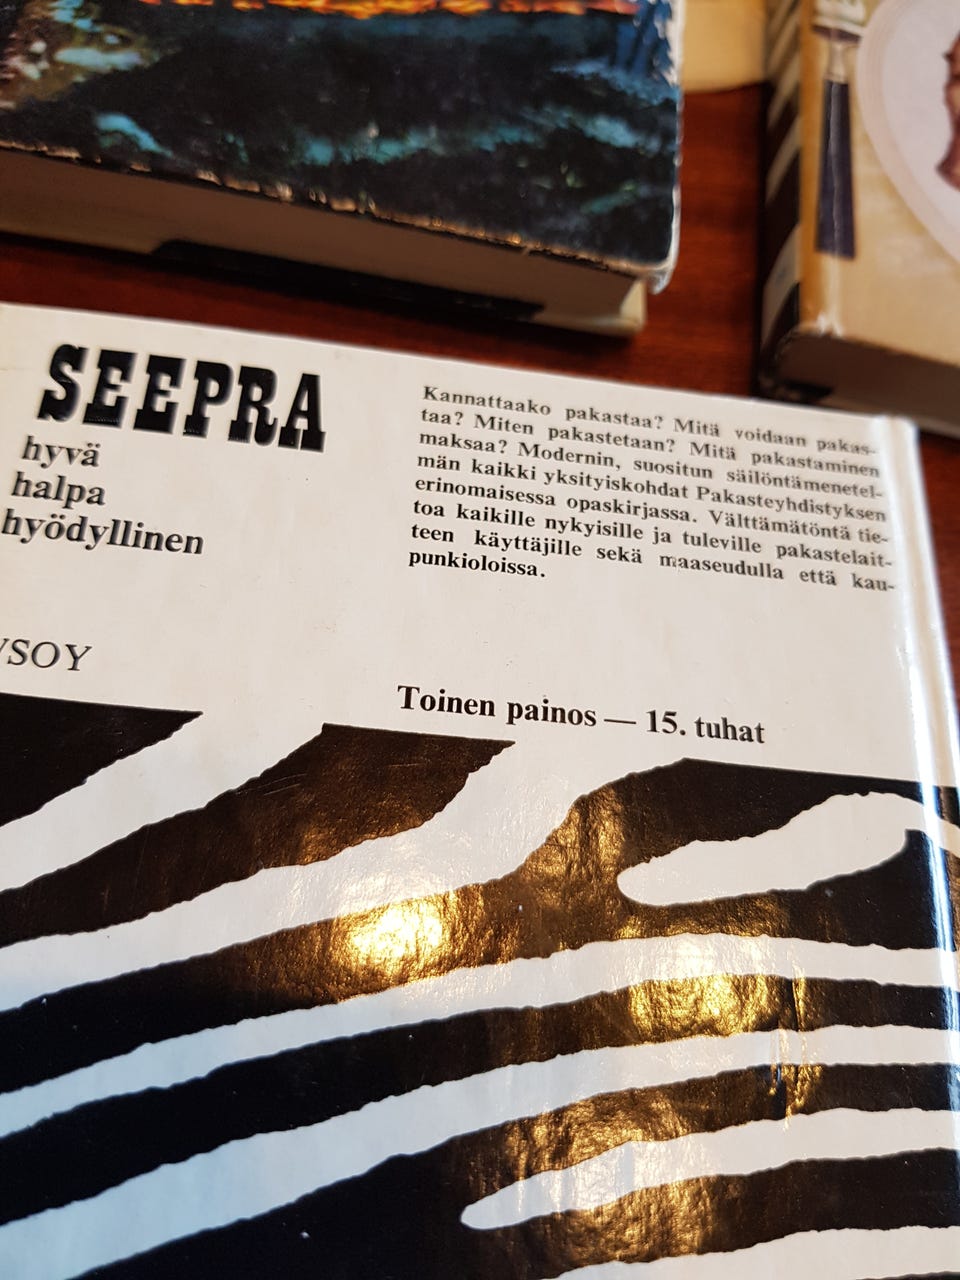 SEEPRA
hyvä
halpa
hyödyllinen
Kannattaako pakastaa? Mitä voidaan pakas-
taa? Miten pakastetaan? Mitä pakastaminen
maksaa? Modernin, suositun säilöntämenetel-
män kaikki yksityiskohdat Pakasteyhdistyksen
erinomaisessa opaskirjassa. Välttämätöntä tie-
toa kaikille nykyisille ja tuleville pakastelait-
teen käyttäjille sekä maaseudulla että kau-
punkioloissa.
Toinen painos — 15. tuhat